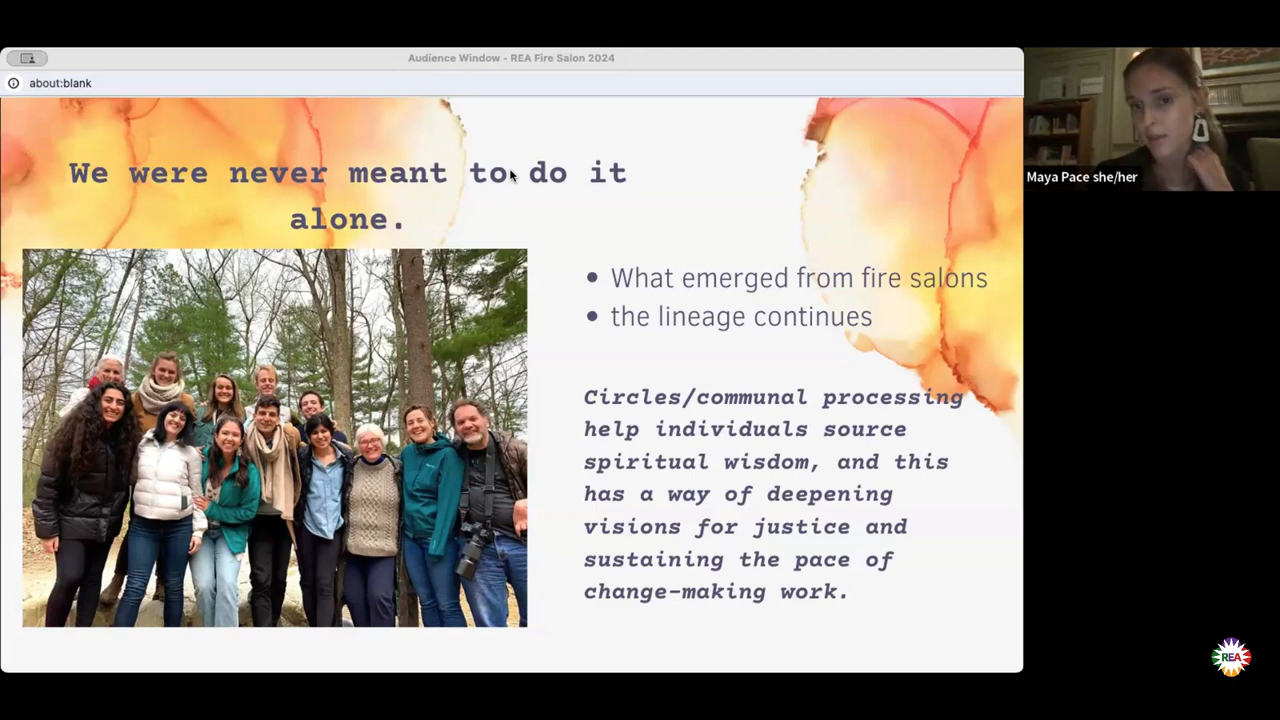 Audience Window - REA Fire Salon 2024
about:blank
We were never meant to do it
alone.
What emerged from fire salons
the lineage continues
Circles/communal processing
help individuals source
spiritual wisdom, and this
has a way of deepening
visions for justice and
sustaining the pace of
change-making work.
Maya Pace she/her
REA